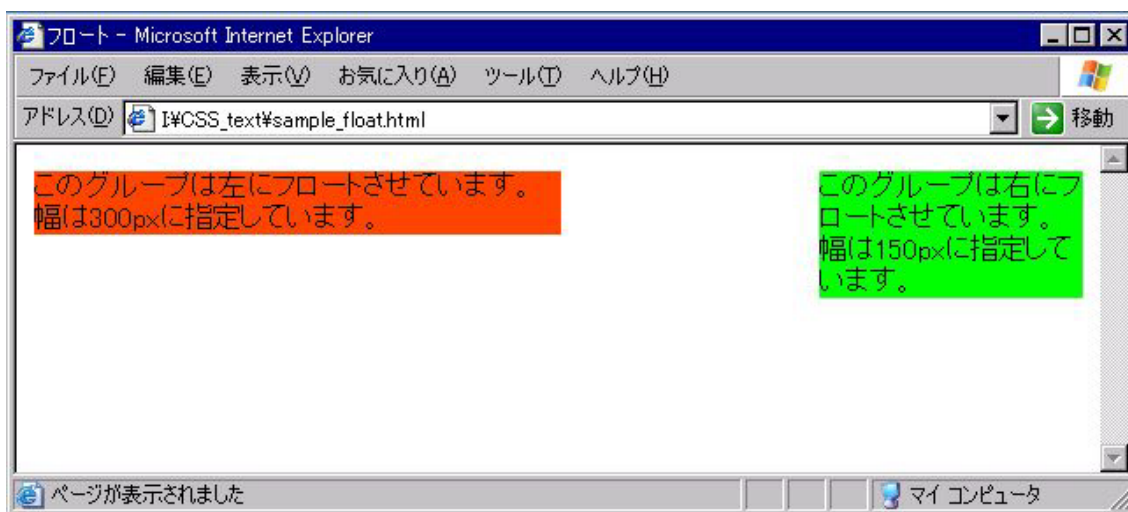 フロート - Microsoft Internet Explorer
ファイル(F) 編集(E) 表示(V) お気に入り(A) ツール(T) ヘルプ(H)
アドレス(D) I¥CSS_text¥sample_float.html 移動
このグループは左にフロートさせています。
幅は300pxに指定しています。
このグループは右にフ
ロートさせています。
幅は150pxに指定して
います。
ページが表示されました マイ コンピュータ